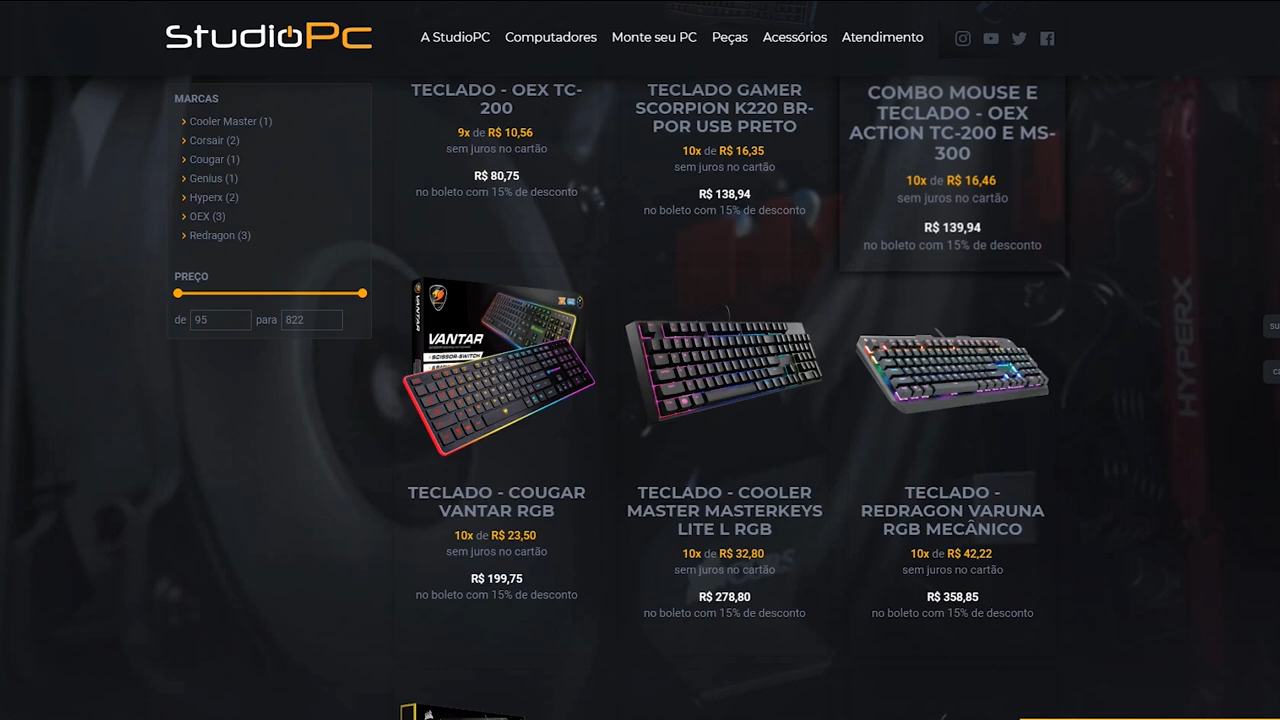 StudioPc
A StudioPC Computadores Monte seu PC Peças Acessórios Atendimento
MARCAS
Cooler Master (1)
Corsair (2)
Cougar (1)
Genius (1)
Hyperx (2)
OEX (3)
Redragon (3)
PREÇO
de 95 para 822
TECLADO - OEX TC-
200
9x de R$ 10,56
sem juros no cartão
R$ 80,75
no boleto com 15% de desconto
TECLADO GAMER
SCORPION K220 BR-
POR USB PRETO
10x de R$ 16,35
sem juros no cartão
R$ 138,94
no boleto com 15% de desconto
COMBO MOUSE E
TECLADO - OEX
ACTION TC-200 E MS-
300
10x de R$ 16,46
sem juros no cartão
R$ 139,94
no boleto com 15% de desconto
VANTAR
SCISSOR-SWITCH
TECLADO - COUGAR
VANTAR RGB
10x de R$ 23,50
sem juros no cartão
R$ 199,75
no boleto com 15% de desconto
TECLADO - COOLER
MASTER MASTERKEYS
LITE L RGB
10x de R$ 32,80
sem juros no cartão
R$ 278,80
no boleto com 15% de desconto
TECLADO -
REDRAGON VARUNA
RGB MECÂNICO
10x de R$ 42,22
sem juros no cartão
R$ 358,85
no boleto com 15% de desconto
HYPERX